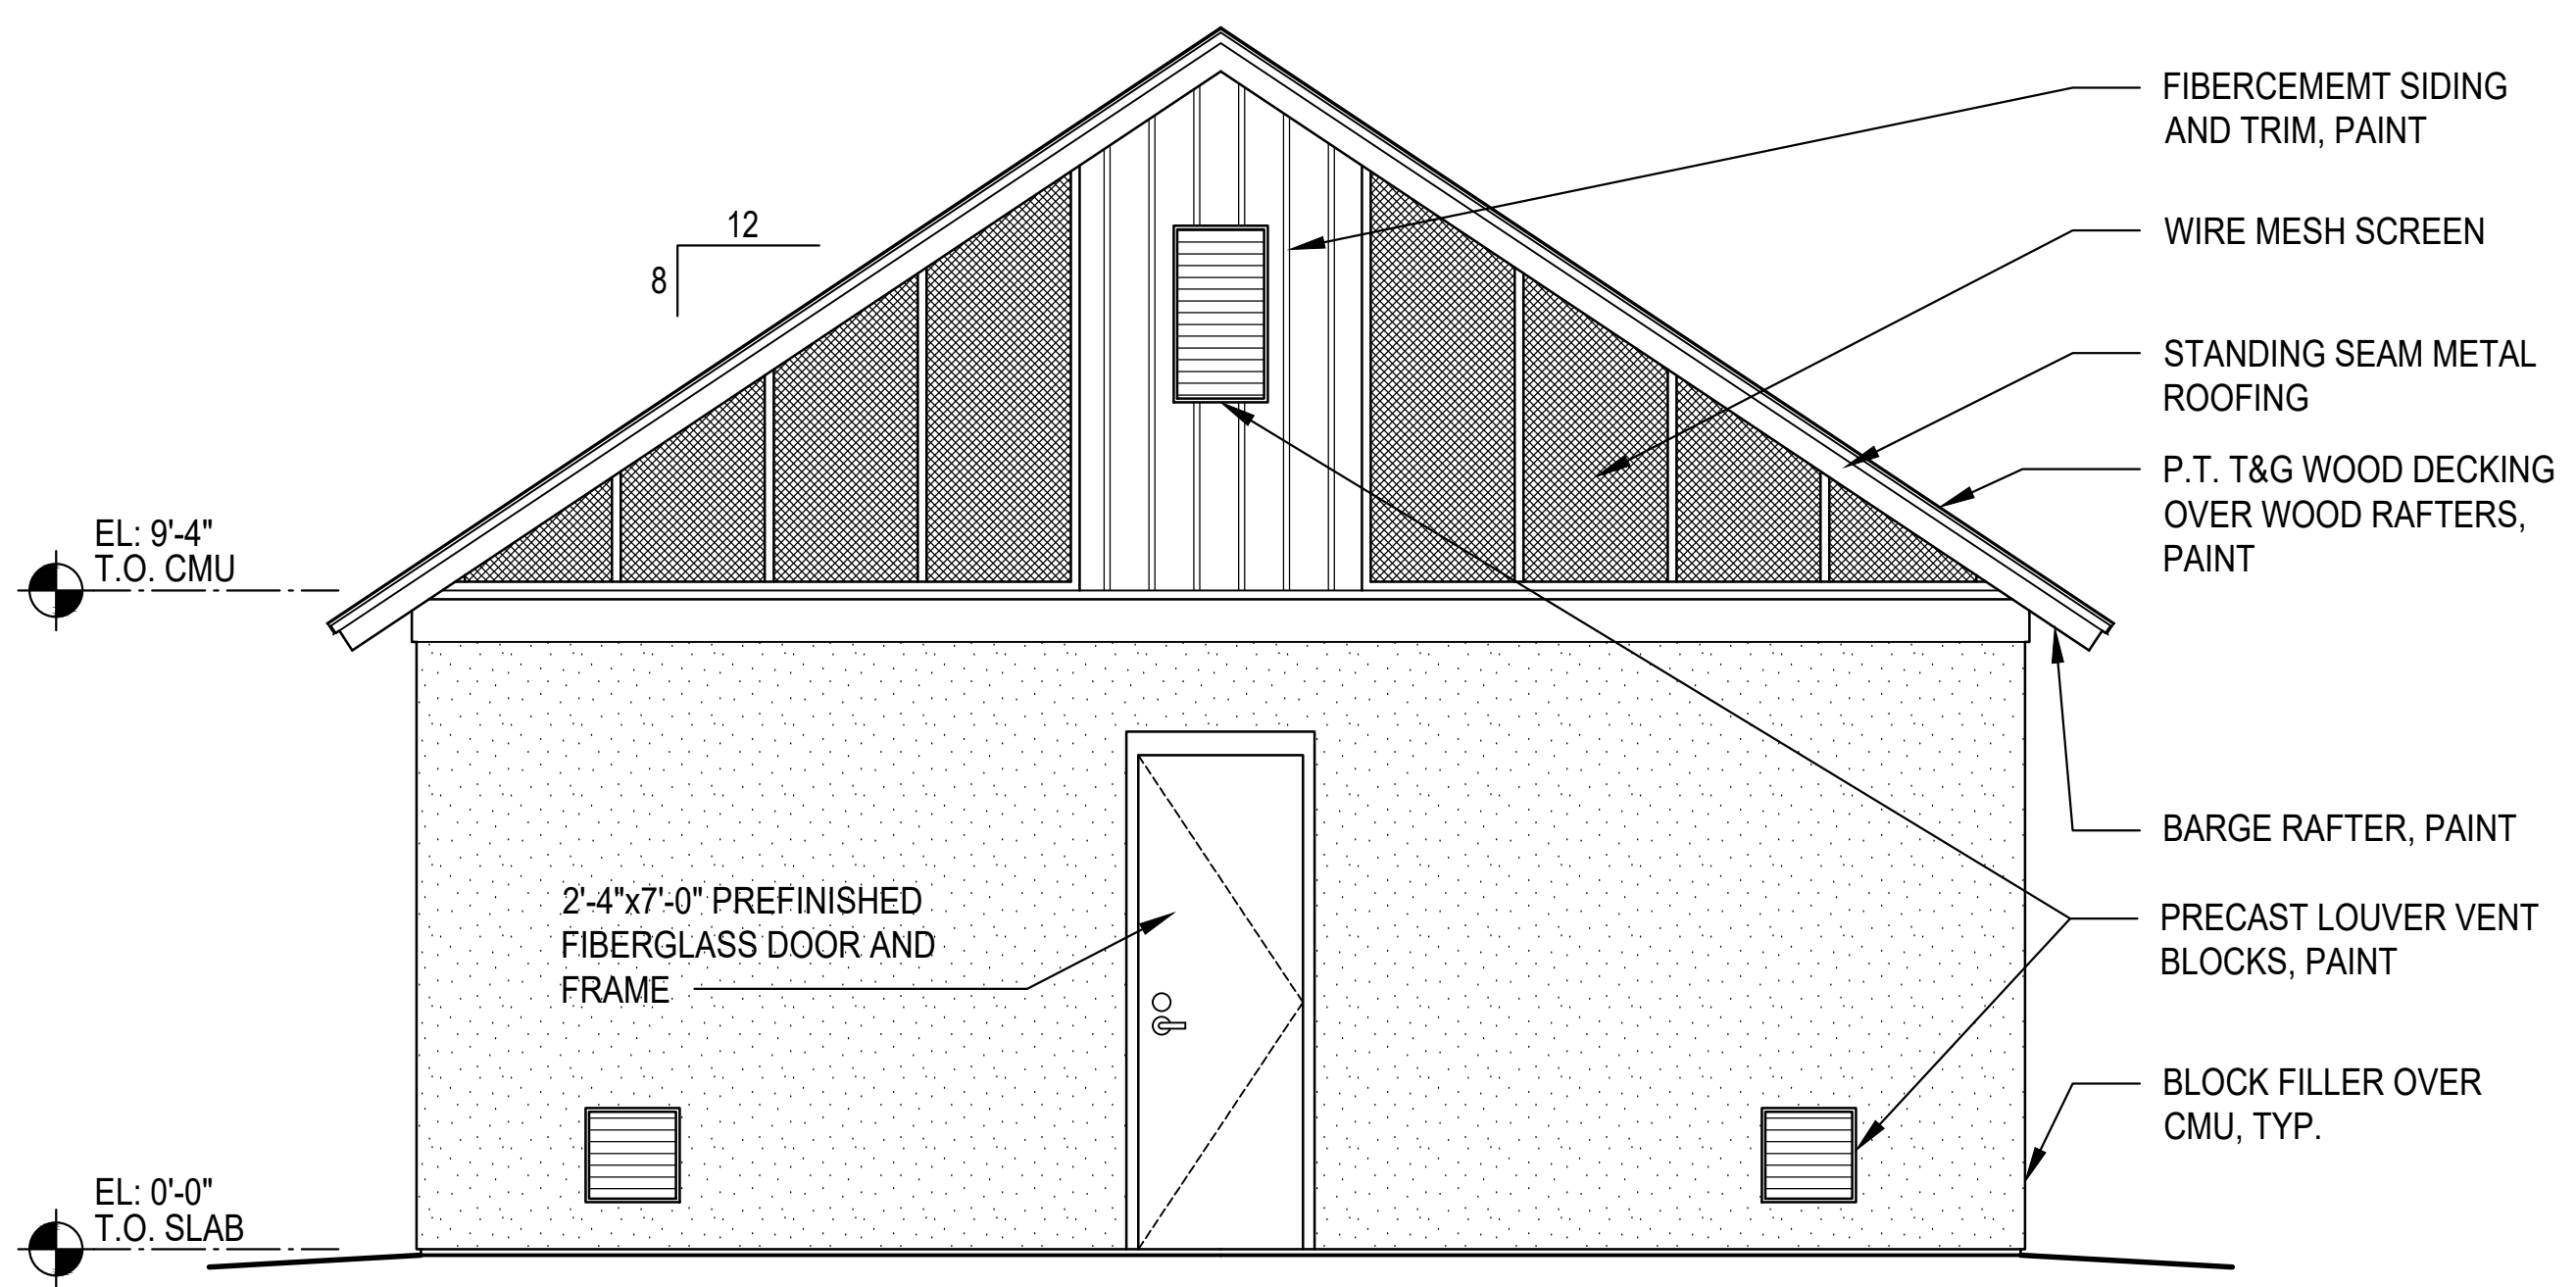 FIBERCEMEMT SIDING
AND TRIM, PAINT
12
8
WIRE MESH SCREEN
STANDING SEAM METAL
ROOFING
P.T. T&G WOOD DECKING
OVER WOOD RAFTERS,
PAINT
EL: 9'-4"
T.O. CMU
BARGE RAFTER, PAINT
2'-4"x7'-0" PREFINISHED
FIBERGLASS DOOR AND
FRAME
PRECAST LOUVER VENT
BLOCKS, PAINT
BLOCK FILLER OVER
CMU, TYP.
EL: 0'-0"
T.O. SLAB